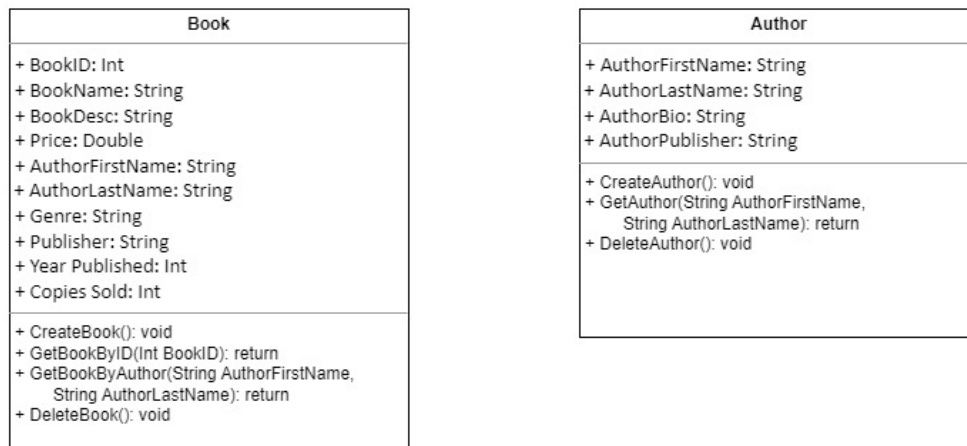 Book
+ BookID: Int
+ BookName: String
+ BookDesc: String
+ Price: Double
+ AuthorFirstName: String
+ AuthorLastName: String
+ Genre: String
+ Publisher: String
+ Year Published: Int
+ Copies Sold: Int
+ CreateBook(): void
+ GetBookByID(Int BookID): return
+ GetBookByAuthor(String AuthorFirstName,
String AuthorLastName): return
+ DeleteBook(): void
Author
+ AuthorFirstName: String
+ AuthorLastName: String
+ AuthorBio: String
+ AuthorPublisher: String
+ CreateAuthor(): void
+ GetAuthor(String AuthorFirstName,
String AuthorLastName): return
+ DeleteAuthor(): void